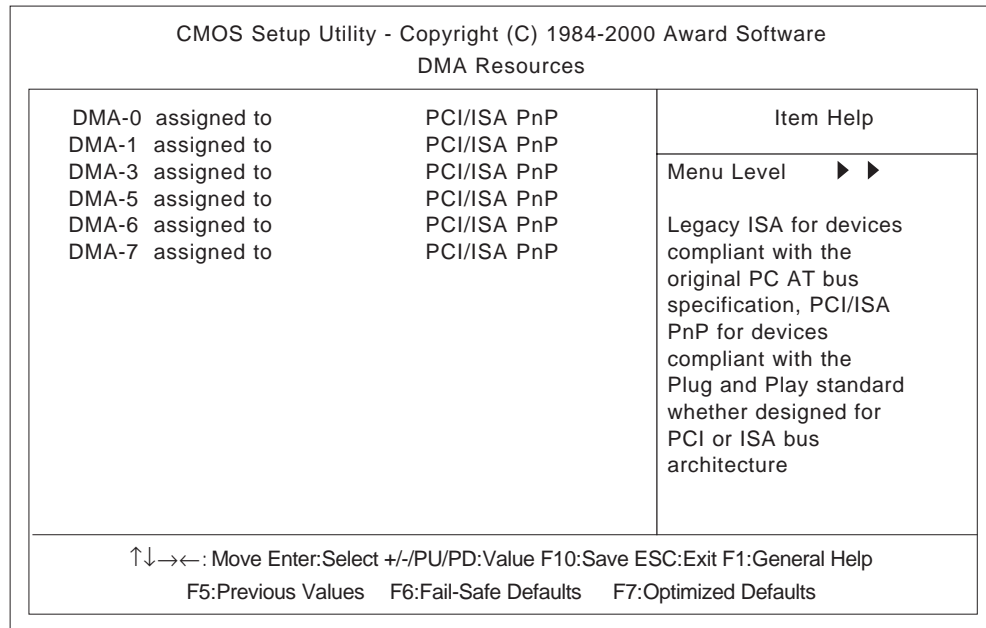 CMOS Setup Utility - Copyright (C) 1984-2000 Award Software
DMA Resources
DMA-0 assigned to PCI/ISA PnP
DMA-1 assigned to PCI/ISA PnP
DMA-3 assigned to PCI/ISA PnP
DMA-5 assigned to PCI/ISA PnP
DMA-6 assigned to PCI/ISA PnP
DMA-7 assigned to PCI/ISA PnP
Item Help
Menu Level ▶ ▶
Legacy ISA for devices
compliant with the
original PC AT bus
specification, PCI/ISA
PnP for devices
compliant with the
Plug and Play standard
whether designed for
PCI or ISA bus
architecture
↑↓→←: Move Enter:Select +/-/PU/PD:Value F10:Save ESC:Exit F1:General Help
F5:Previous Values F6:Fail-Safe Defaults F7:Optimized Defaults